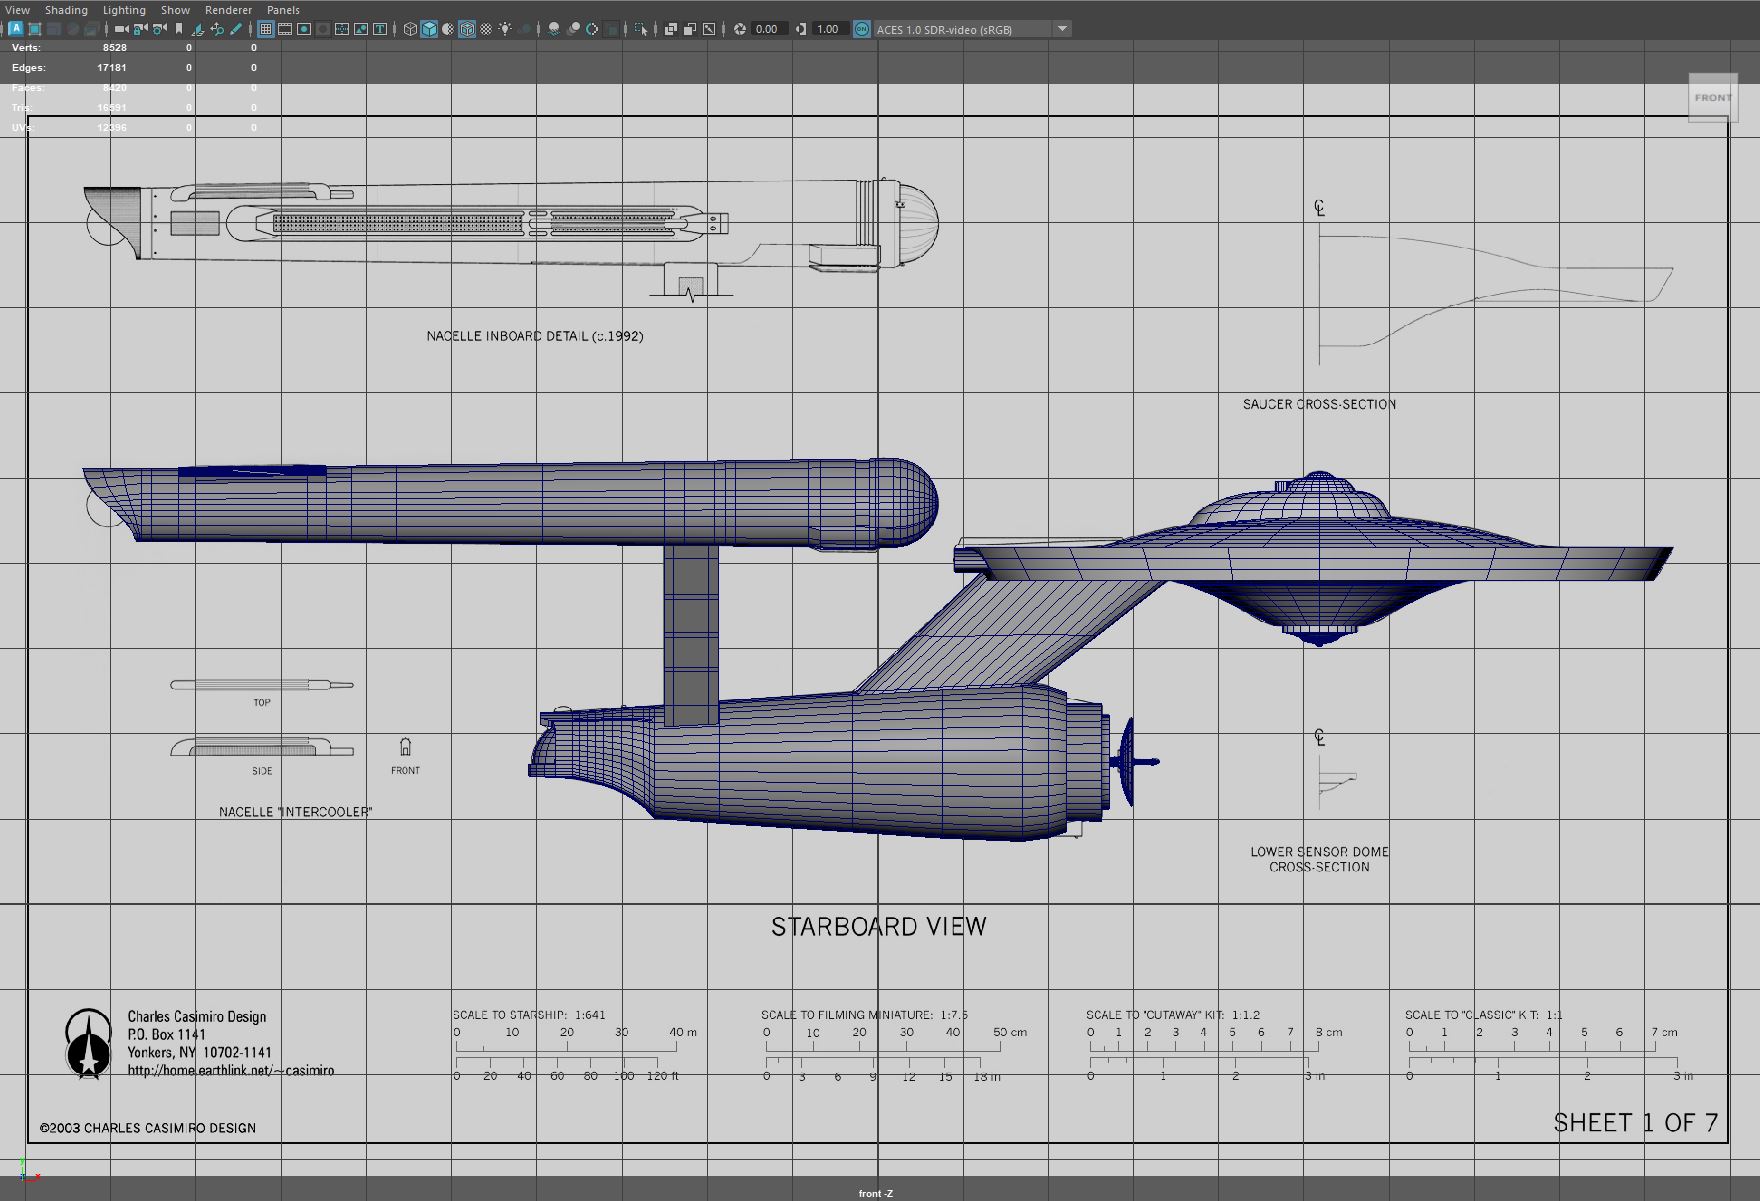 View Shading Lighting Show Renderer Panels
A 0.00 1.00 ON ACES 1.0 SDR-video (sRGB)
Verts: 8528 0 0
Edges: 17181 0 0
Faces: 8420 0 0
Tris: 16591 0 0
UVs: 12396 0 0
FRONT
NACELLE INBOARD DETAIL (c.1992)
SAUCER CROSS-SECTION
TOP
SIDE
FRONT
NACELLE "INTERCOOLER"
LOWER SENSOR DOME
CROSS-SECTION
STARBOARD VIEW
Charles Casimiro Design
P.O. Box 1141
Yonkers, NY 10702-1141
http://home.earthlink.net/~casimiro
SCALE TO STARSHIP: 1:641
0 10 20 30 40 m
0 20 40 60 80 100 120 ft
SCALE TO FILMING MINIATURE: 1:7.5
0 10 20 30 40 50 cm
0 3 6 9 12 15 18 in
SCALE TO "CUTAWAY" KIT: 1:1.2
0 1 2 3 4 5 6 7 8 cm
0 1 2 3 in
SCALE TO "CLASSIC" KIT: 1:1
0 1 2 3 4 5 6 7 cm
0 1 2 3 in
©2003 CHARLES CASIMIRO DESIGN
SHEET 1 OF 7
y
x
front -Z